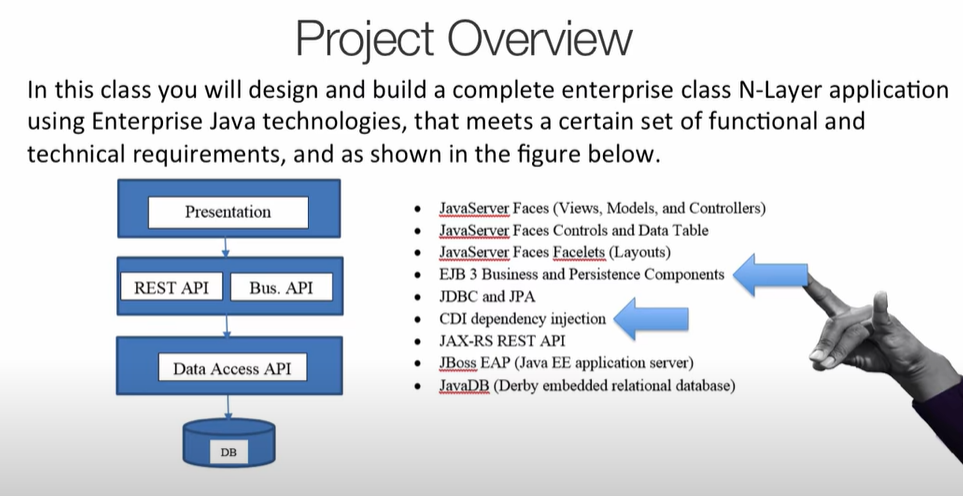 Project Overview
In this class you will design and build a complete enterprise class N-Layer application
using Enterprise Java technologies, that meets a certain set of functional and
technical requirements, and as shown in the figure below.
Presentation
REST API
Bus. API
Data Access API
DB
• JavaServer Faces (Views, Models, and Controllers)
• JavaServer Faces Controls and Data Table
• JavaServer Faces Facelets (Layouts)
• EJB 3 Business and Persistence Components
• JDBC and JPA
• CDI dependency injection
• JAX-RS REST API
• JBoss EAP (Java EE application server)
• JavaDB (Derby embedded relational database)